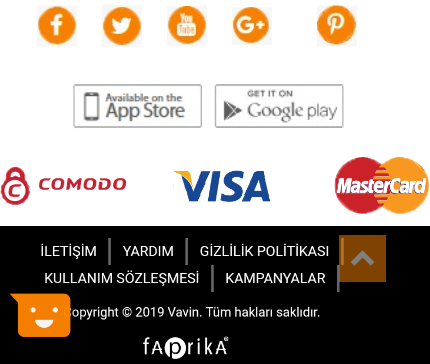 You Tube
Available on the
App Store
GET IT ON
Google play
COMODO
VISA
MasterCard
İLETİŞİM | YARDIM | GİZLİLİK POLİTİKASI |
KULLANIM SÖZLEŞMESİ | KAMPANYALAR |
Copyright © 2019 Vavin. Tüm hakları saklıdır.
fAprikA®